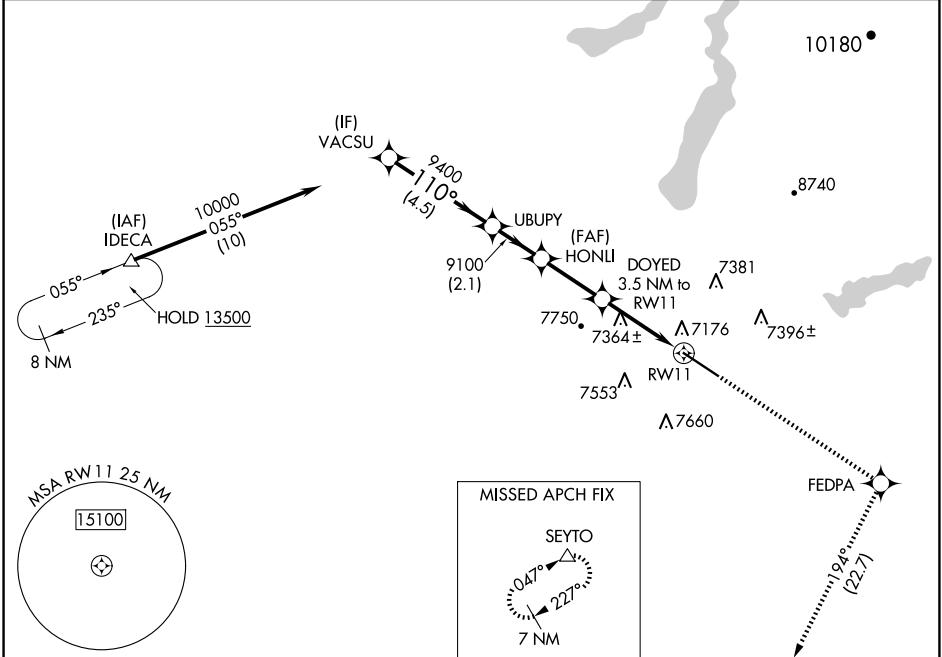 10180
(IF)
VACSU
9400
110°
(4.5)
8740
10000
055°
(10)
(IAF)
IDECA
UBUPY
(FAF)
HONLI
9100
(2.1)
DOYED
3.5 NM to
RW11
7381
055°
235°
HOLD 13500
8 NM
7750
7364±
7176
7396±
RW11
7553
7660
MSA RW11 25 NM
15100
MISSED APCH FIX
SEYTO
047°
227°
7 NM
FEDPA
194°
(22.7)